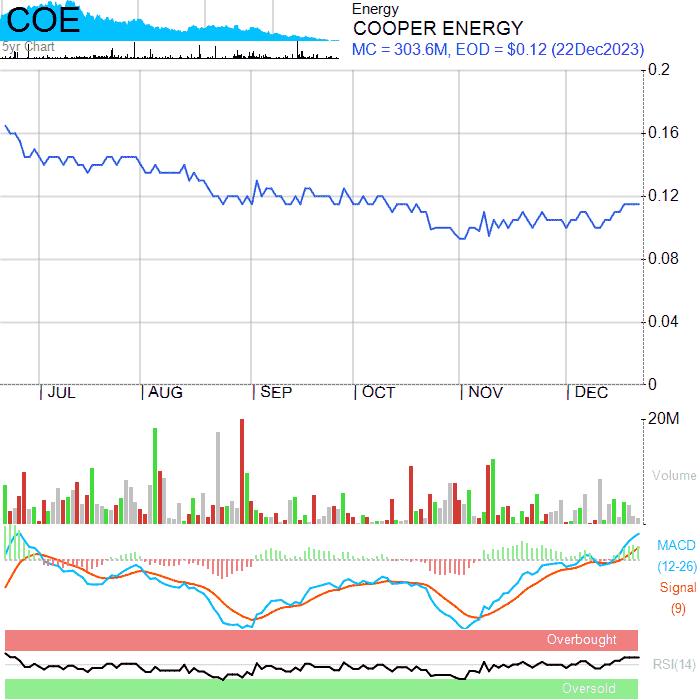 COE
5yr Chart
Energy
COOPER ENERGY
MC = 303.6M, EOD = $0.12 (22Dec2023)
0.2
0.16
0.12
0.08
0.04
0
JUL AUG SEP OCT NOV DEC
20M
Volume
MACD
(12-26)
Signal
(9)
Overbought
RSI(14)
Oversold